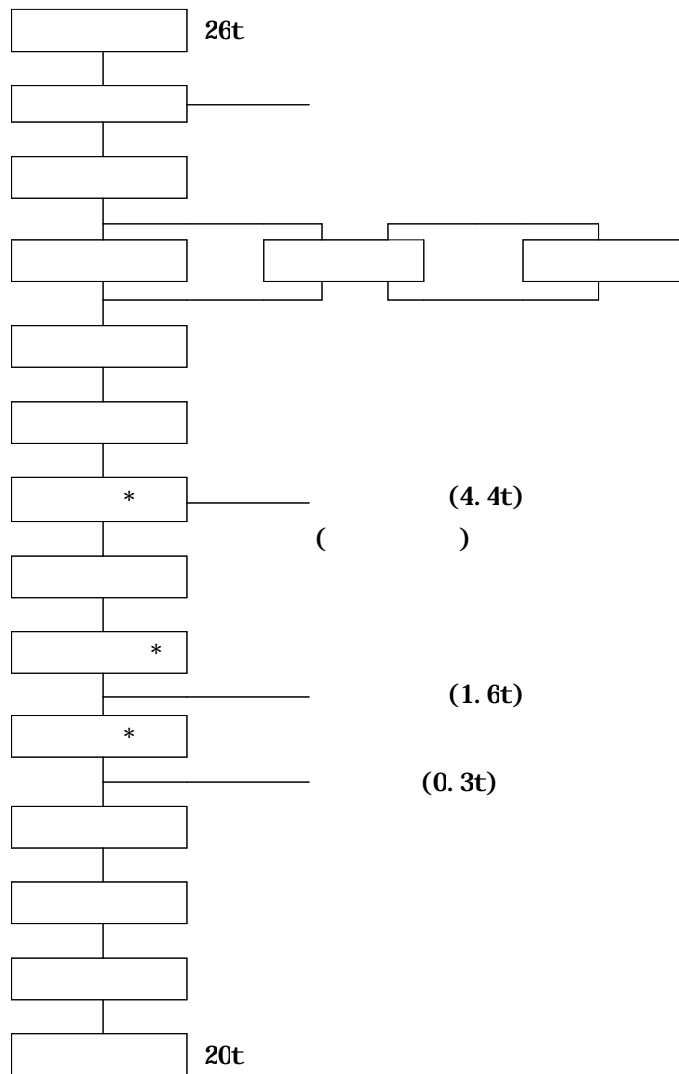 26t
* (4.4t)
( )
*
(1.6t)
*
(0.3t)
20t